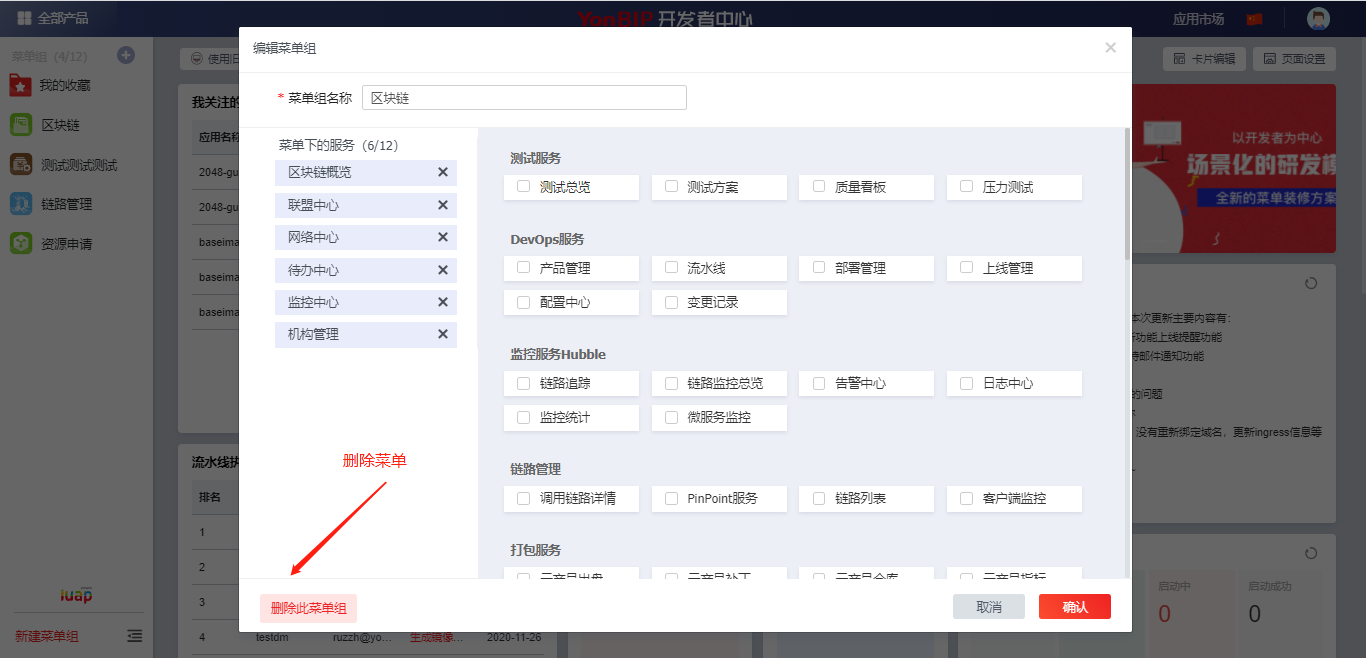 全部产品
YonBIP 开发者中心
应用市场
菜单组 (4/12)
我的收藏
区块链
测试测试测试
链路管理
资源申请
新建菜单组
使用旧
卡片编辑
页面设置
我关注的
应用名称
2048-gu
2048-gu
baseima
baseima
baseima
流水线执
排名
1
2
3
4 testdm ruzzh@yo... 生成镜像... 2020-11-26
编辑菜单组
* 菜单组名称 区块链
菜单下的服务 (6/12)
区块链概览
联盟中心
网络中心
待办中心
监控中心
机构管理
删除菜单
删除此菜单组
测试服务
测试总览 测试方案 质量看板 压力测试
DevOps服务
产品管理 流水线 部署管理 上线管理
配置中心 变更记录
监控服务Hubble
链路追踪 链路监控总览 告警中心 日志中心
监控统计 微服务监控
链路管理
调用链路详情 PinPoint服务 链路列表 客户端监控
打包服务
取消 确认
以开发者为中心
场景化的研发模
全新的菜单装修方案
本次更新主要内容有:
功能上线提醒功能
邮件通知功能
的问题
没有重新绑定域名，更新ingress信息等
启动中 启动成功
0 0